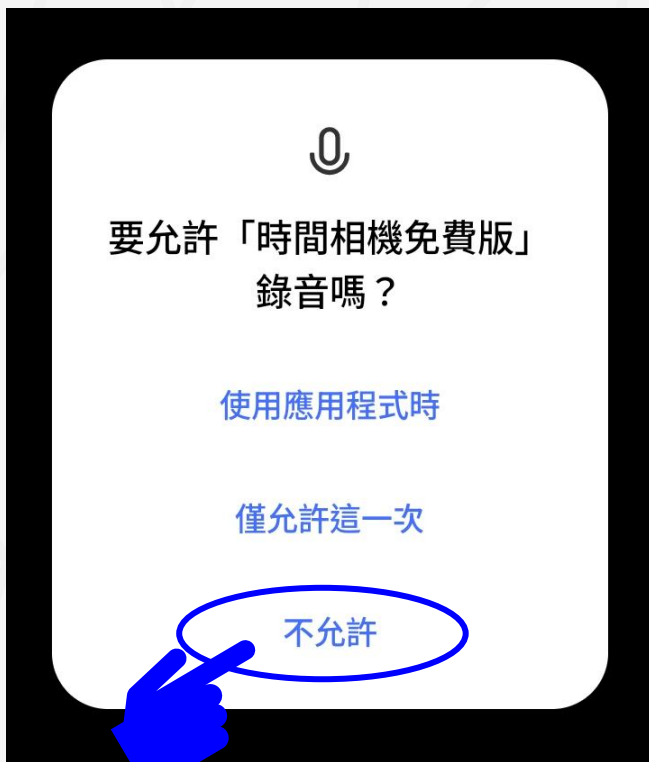 要允許「時間相機免費版」
錄音嗎？
使用應用程式時
僅允許這一次
不允許